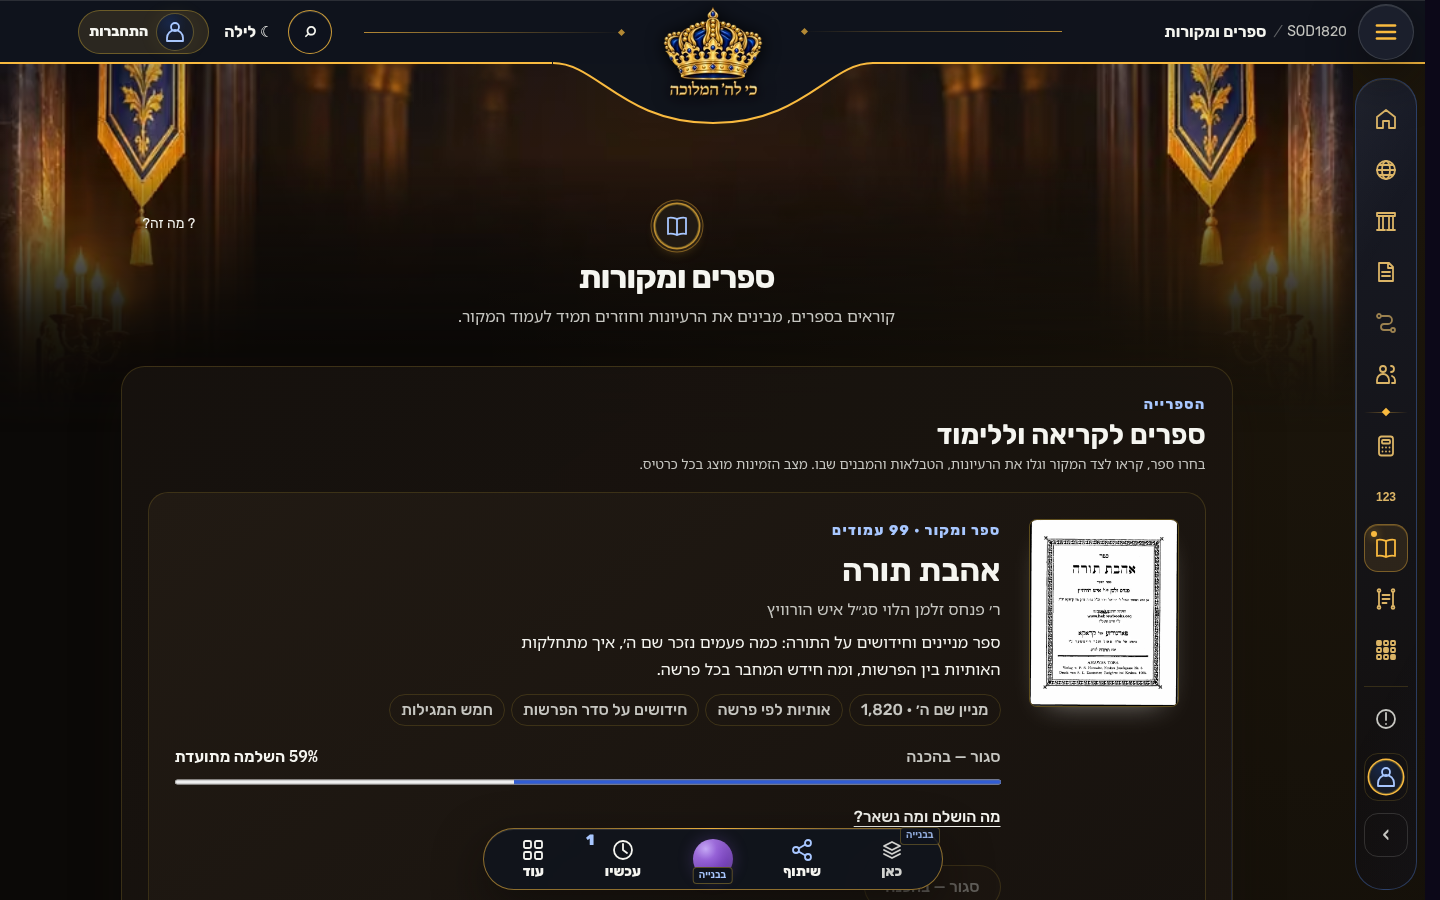 SOD1820 / ספרים ומקורות
☾ לילה
התחברות
כי לה' המלוכה
? מה זה?
ספרים ומקורות
קוראים בספרים, מבינים את הרעיונות וחוזרים תמיד לעמוד המקור.
הספרייה
ספרים לקריאה וללימוד
בחרו ספר, קראו לצד המקור וגלו את הרעיונות, הטבלאות והמבנים שבו. מצב הזמינות מוצג בכל כרטיס.
ספר
אהבת תורה
www.hebrewbooks.org
ספר ומקור • 99 עמודים
אהבת תורה
ר׳ פנחס זלמן הלוי סג״ל איש הורוויץ
ספר מניינים וחידושים על התורה: כמה פעמים נזכר שם ה׳, איך מתחלקות
האותיות בין הפרשות, ומה חידש המחבר בכל פרשה.
מניין שם ה׳ • 1,820
אותיות לפי פרשה
חידושים על סדר הפרשות
חמש המגילות
סגור — בהכנה
59% השלמה מתועדת
מה הושלם ומה נשאר?
סגור — בהכנה
בבנייה
כאן
שיתוף
בבנייה
עכשיו
1
עוד
123